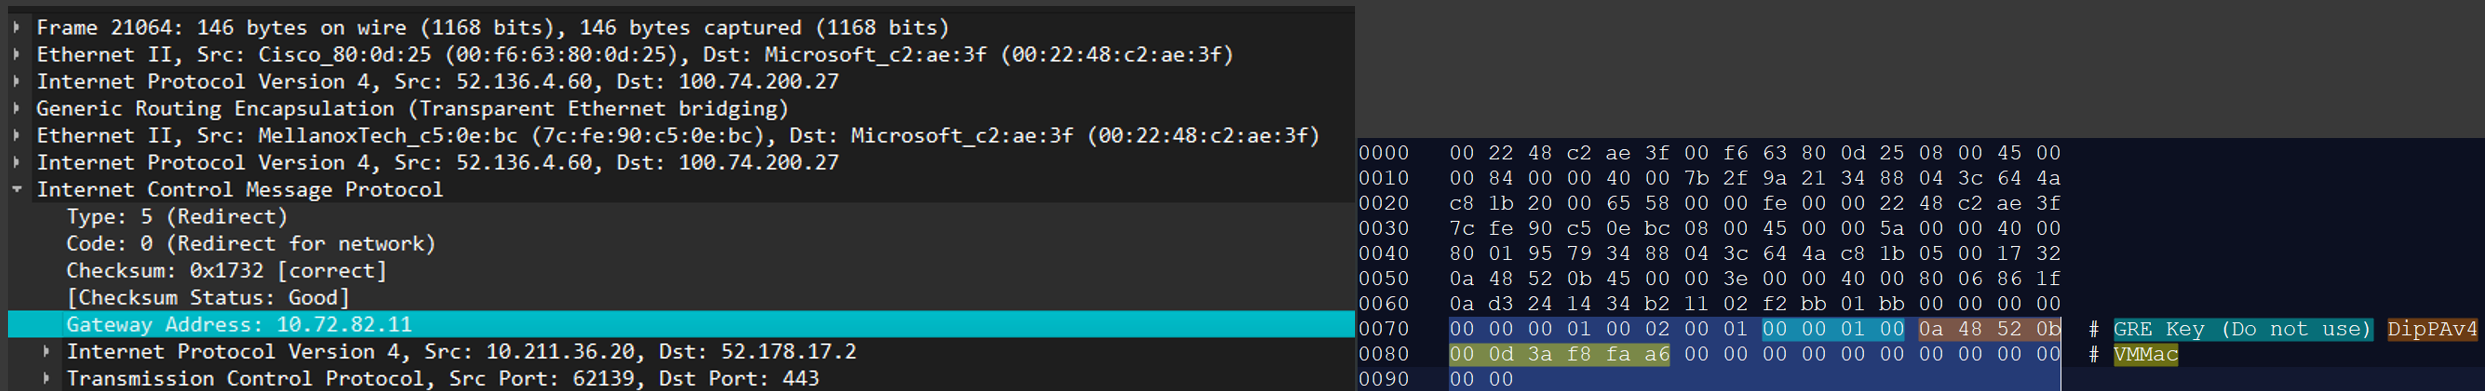 Frame 21064: 146 bytes on wire (1168 bits), 146 bytes captured (1168 bits)
Ethernet II, Src: Cisco_80:0d:25 (00:f6:63:80:0d:25), Dst: Microsoft_c2:ae:3f (00:22:48:c2:ae:3f)
Internet Protocol Version 4, Src: 52.136.4.60, Dst: 100.74.200.27
Generic Routing Encapsulation (Transparent Ethernet bridging)
Ethernet II, Src: MellanoxTech_c5:0e:bc (7c:fe:90:c5:0e:bc), Dst: Microsoft_c2:ae:3f (00:22:48:c2:ae:3f)
Internet Protocol Version 4, Src: 52.136.4.60, Dst: 100.74.200.27
Internet Control Message Protocol
Type: 5 (Redirect)
Code: 0 (Redirect for network)
Checksum: 0x1732 [correct]
[Checksum Status: Good]
Gateway Address: 10.72.82.11
Internet Protocol Version 4, Src: 10.211.36.20, Dst: 52.178.17.2
Transmission Control Protocol, Src Port: 62139, Dst Port: 443
0000 00 22 48 c2 ae 3f 00 f6 63 80 0d 25 08 00 45 00
0010 00 84 00 00 40 00 7b 2f 9a 21 34 88 04 3c 64 4a
0020 c8 1b 20 00 65 58 00 00 fe 00 00 22 48 c2 ae 3f
0030 7c fe 90 c5 0e bc 08 00 45 00 00 5a 00 00 40 00
0040 80 01 95 79 34 88 04 3c 64 4a c8 1b 05 00 17 32
0050 0a 48 52 0b 45 00 00 3e 00 00 40 00 80 06 86 1f
0060 0a d3 24 14 34 b2 11 02 f2 bb 01 bb 00 00 00 00
0070 00 00 00 01 00 02 00 01 00 00 01 00 0a 48 52 0b # GRE Key (Do not use) DipPAv4
0080 00 0d 3a f8 fa a6 00 00 00 00 00 00 00 00 00 00 # VMMac
0090 00 00